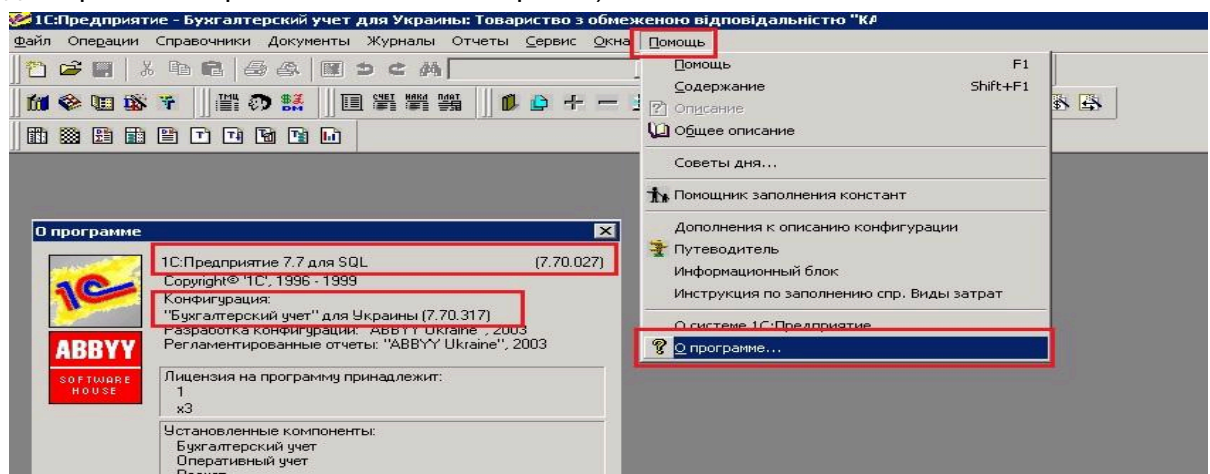 1С:Предприятие - Бухгалтерский учет для Украины: Товариство з обмеженою відповідальністю "КА
Файл Операции Справочники Документы Журналы Отчеты Сервис Окна Помощь
Помощь F1
Содержание Shift+F1
Описание
Общее описание
Советы дня...
Помощник заполнения констант
Дополнения к описанию конфигурации
Путеводитель
Информационный блок
Инструкция по заполнению спр. Виды затрат
О системе 1С:Предприятие
О программе...
О программе
1С:Предприятие 7.7 для SQL (7.70.027)
Copyright© '1C', 1996 - 1999
Конфигурация:
"Бухгалтерский учет" для Украины (7.70.317)
Разработка конфигурации: "ABBYY Ukraine", 2003
Регламентированные отчеты: "ABBYY Ukraine", 2003
1С
ABBYY
SOFTWARE
HOUSE
Лицензия на программу принадлежит:
1
x3
Установленные компоненты:
Бухгалтерский учет
Оперативный учет